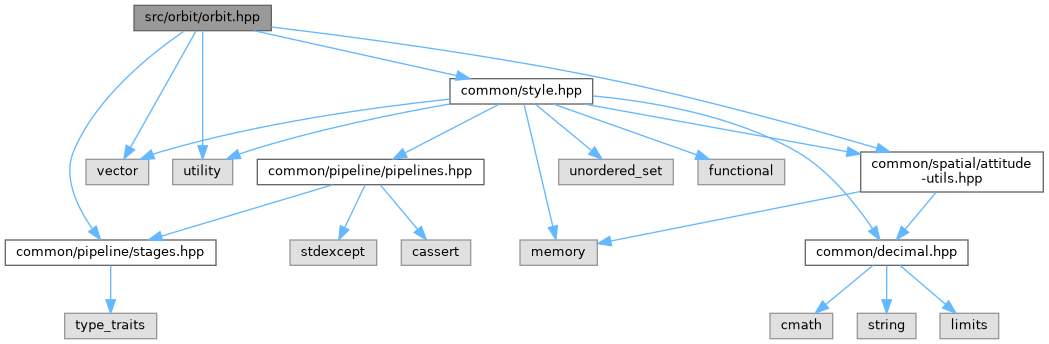 src/orbit/orbit.hpp
common/style.hpp
vector
utility
common/pipeline/pipelines.hpp
unordered_set
functional
common/spatial/attitude
-utils.hpp
common/pipeline/stages.hpp
stdexcept
cassert
memory
common/decimal.hpp
type_traits
cmath
string
limits